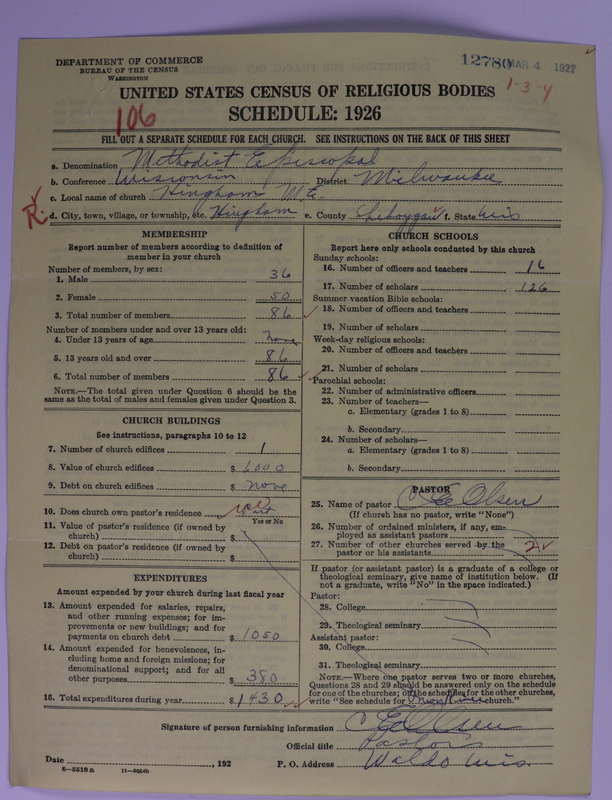 DEPARTMENT OF COMMERCE
BUREAU OF THE CENSUS
WASHINGTON
12780 MAR 4 1927
1-3-4
UNITED STATES CENSUS OF RELIGIOUS BODIES
SCHEDULE: 1926
106
FILL OUT A SEPARATE SCHEDULE FOR EACH CHURCH. SEE INSTRUCTIONS ON THE BACK OF THIS SHEET
a. Denomination Methodist Episcopal
b. Conference Wisconsin District Milwaukee
c. Local name of church Hingham M.E.
R.
d. City, town, village, or township, etc. Hingham e. County Sheboygan f. State Wis
MEMBERSHIP
Report number of members according to definition of
member in your church
Number of members, by sex:
1. Male 36
2. Female 50
3. Total number of members 86
Number of members under and over 13 years old:
4. Under 13 years of age none
5. 13 years old and over 86
6. Total number of members 86
NOTE.—The total given under Question 6 should be the
same as the total of males and females given under Question 3.
CHURCH BUILDINGS
See instructions, paragraphs 10 to 12
7. Number of church edifices 1
8. Value of church edifices $ 6000
9. Debt on church edifices $ none
10. Does church own pastor's residence
Yes or No
11. Value of pastor's residence (if owned by
church) $
12. Debt on pastor's residence (if owned by
church) $
EXPENDITURES
Amount expended by your church during last fiscal year
13. Amount expended for salaries, repairs,
and other running expenses; for im-
provements or new buildings; and for
payments on church debt $ 1050
14. Amount expended for benevolences, in-
cluding home and foreign missions; for
denominational support; and for all
other purposes $ 380
15. Total expenditures during year $ 1430
CHURCH SCHOOLS
Report here only schools conducted by this church
Sunday schools:
16. Number of officers and teachers 16
17. Number of scholars 126
Summer vacation Bible schools:
18. Number of officers and teachers
19. Number of scholars
Week-day religious schools:
20. Number of officers and teachers
21. Number of scholars
Parochial schools:
22. Number of administrative officers
23. Number of teachers—
a. Elementary (grades 1 to 8)
b. Secondary
24. Number of scholars—
a. Elementary (grades 1 to 8)
b. Secondary
PASTOR
25. Name of pastor C E Olsen
(If church has no pastor, write "None")
26. Number of ordained ministers, if any, em-
ployed as assistant pastors
27. Number of other churches served by the
pastor or his assistants 2
If pastor (or assistant pastor) is a graduate of a college or
theological seminary, give name of institution below. (If
not a graduate, write "No" in the space indicated.)
Pastor:
28. College
29. Theological seminary
Assistant pastor:
30. College
31. Theological seminary
NOTE.—Where one pastor serves two or more churches,
Questions 28 and 29 should be answered only on the schedule
for one of the churches; on the schedules for the other churches,
write "See schedule for church."
Signature of person furnishing information C E Olsen
Official title Pastor
Date , 192 P. O. Address Waldo Wis.
6—5518 a 11—9054b